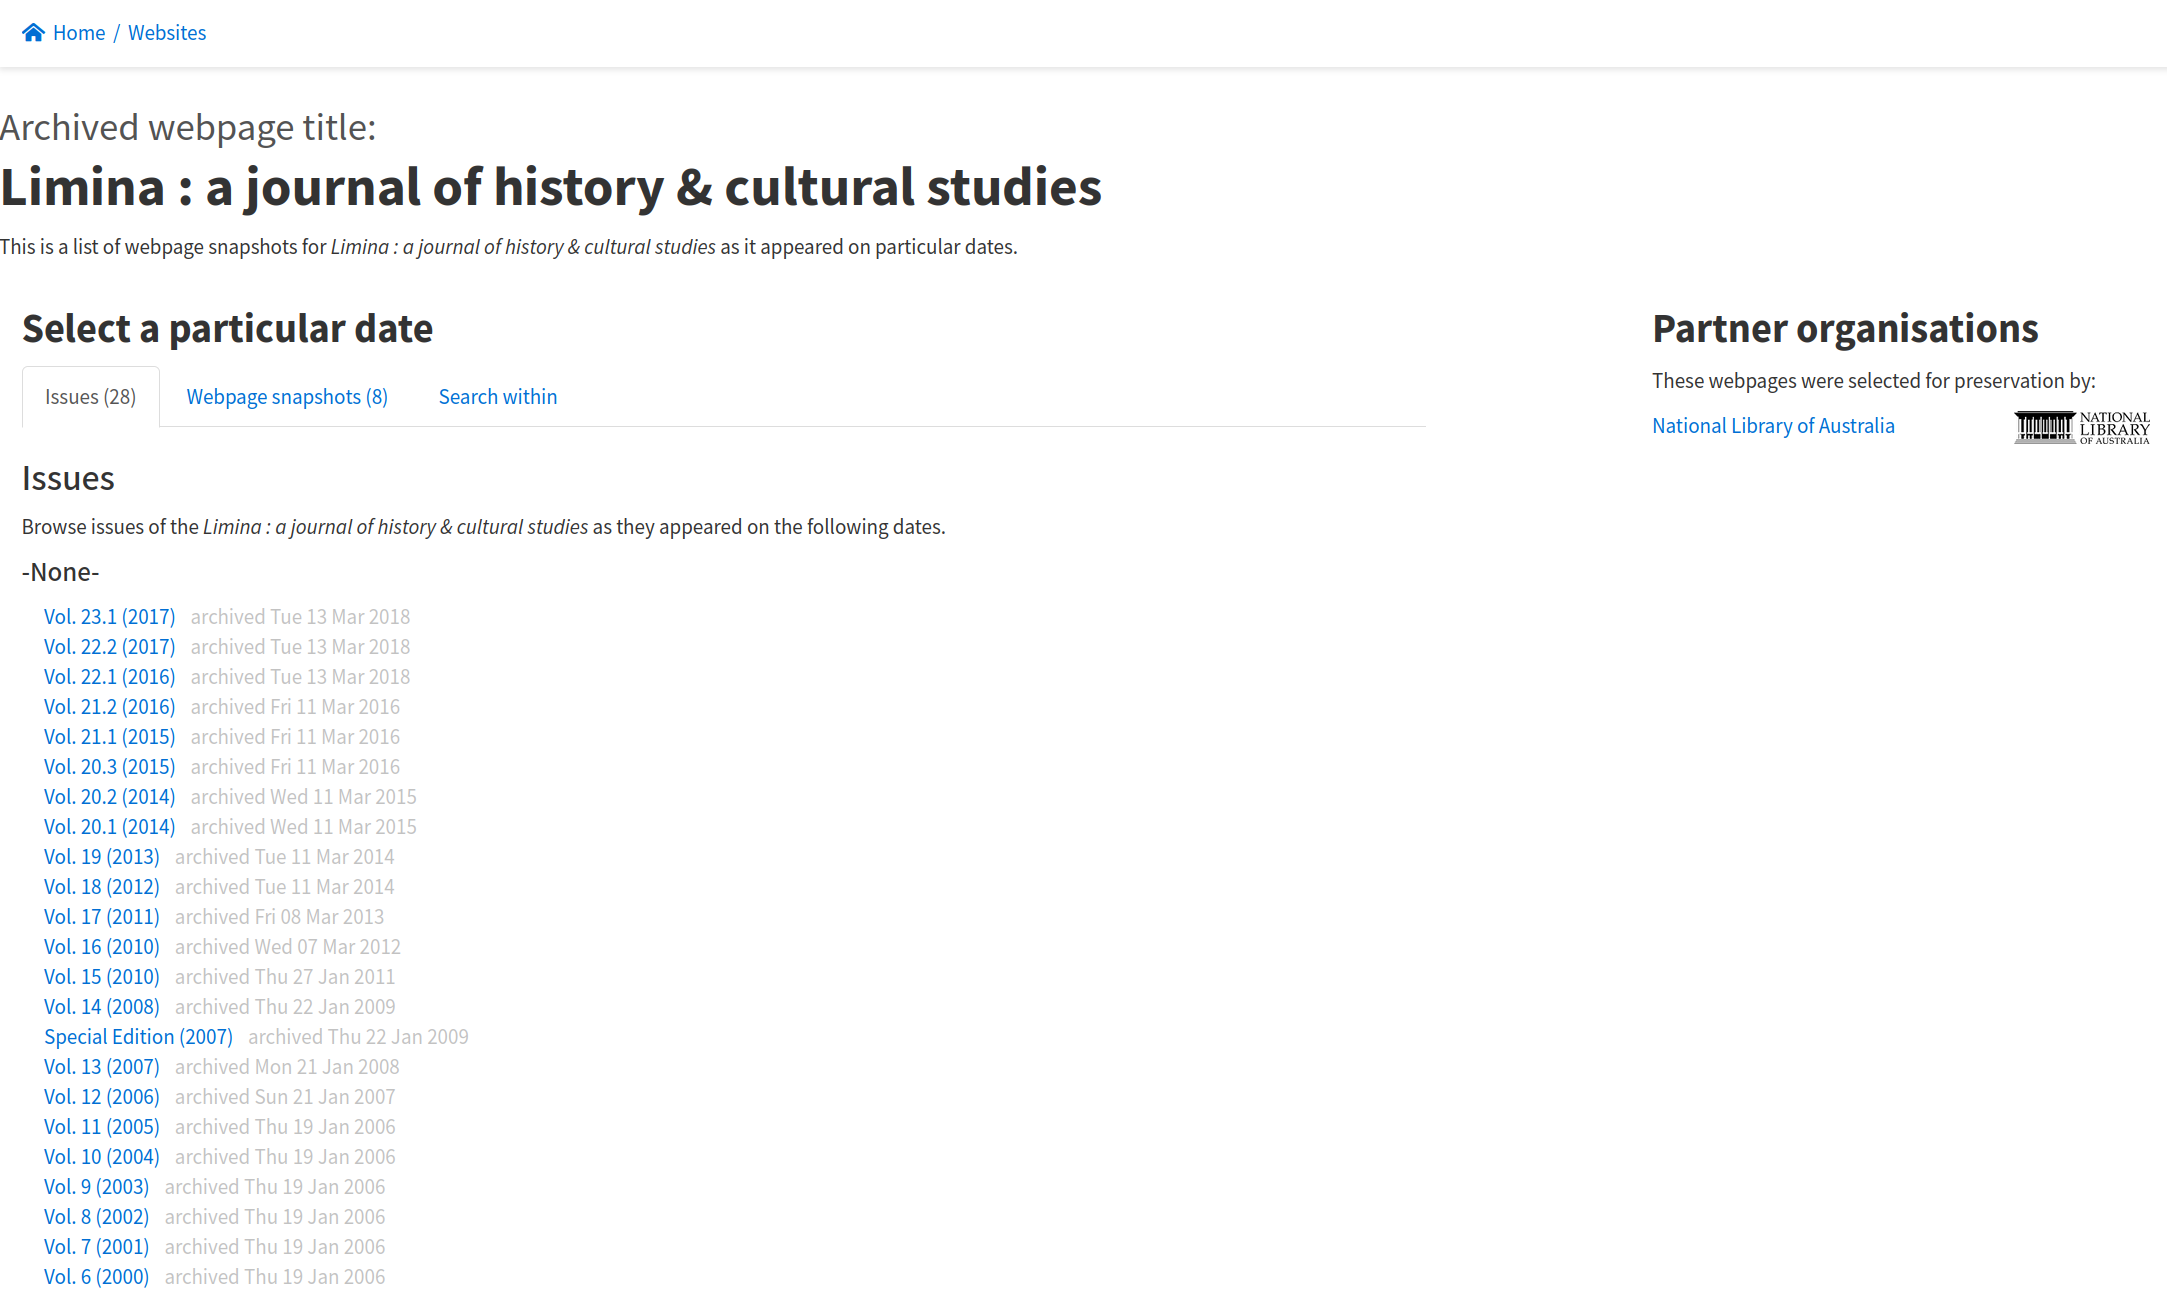 Home / Websites
Archived webpage title:
Limina : a journal of history & cultural studies
This is a list of webpage snapshots for Limina : a journal of history & cultural studies as it appeared on particular dates.
Select a particular date
Issues (28) Webpage snapshots (8) Search within
Issues
Browse issues of the Limina : a journal of history & cultural studies as they appeared on the following dates.
-None-
Vol. 23.1 (2017) archived Tue 13 Mar 2018
Vol. 22.2 (2017) archived Tue 13 Mar 2018
Vol. 22.1 (2016) archived Tue 13 Mar 2018
Vol. 21.2 (2016) archived Fri 11 Mar 2016
Vol. 21.1 (2015) archived Fri 11 Mar 2016
Vol. 20.3 (2015) archived Fri 11 Mar 2016
Vol. 20.2 (2014) archived Wed 11 Mar 2015
Vol. 20.1 (2014) archived Wed 11 Mar 2015
Vol. 19 (2013) archived Tue 11 Mar 2014
Vol. 18 (2012) archived Tue 11 Mar 2014
Vol. 17 (2011) archived Fri 08 Mar 2013
Vol. 16 (2010) archived Wed 07 Mar 2012
Vol. 15 (2010) archived Thu 27 Jan 2011
Vol. 14 (2008) archived Thu 22 Jan 2009
Special Edition (2007) archived Thu 22 Jan 2009
Vol. 13 (2007) archived Mon 21 Jan 2008
Vol. 12 (2006) archived Sun 21 Jan 2007
Vol. 11 (2005) archived Thu 19 Jan 2006
Vol. 10 (2004) archived Thu 19 Jan 2006
Vol. 9 (2003) archived Thu 19 Jan 2006
Vol. 8 (2002) archived Thu 19 Jan 2006
Vol. 7 (2001) archived Thu 19 Jan 2006
Vol. 6 (2000) archived Thu 19 Jan 2006
Partner organisations
These webpages were selected for preservation by:
National Library of Australia
NATIONAL
LIBRARY
OF AUSTRALIA